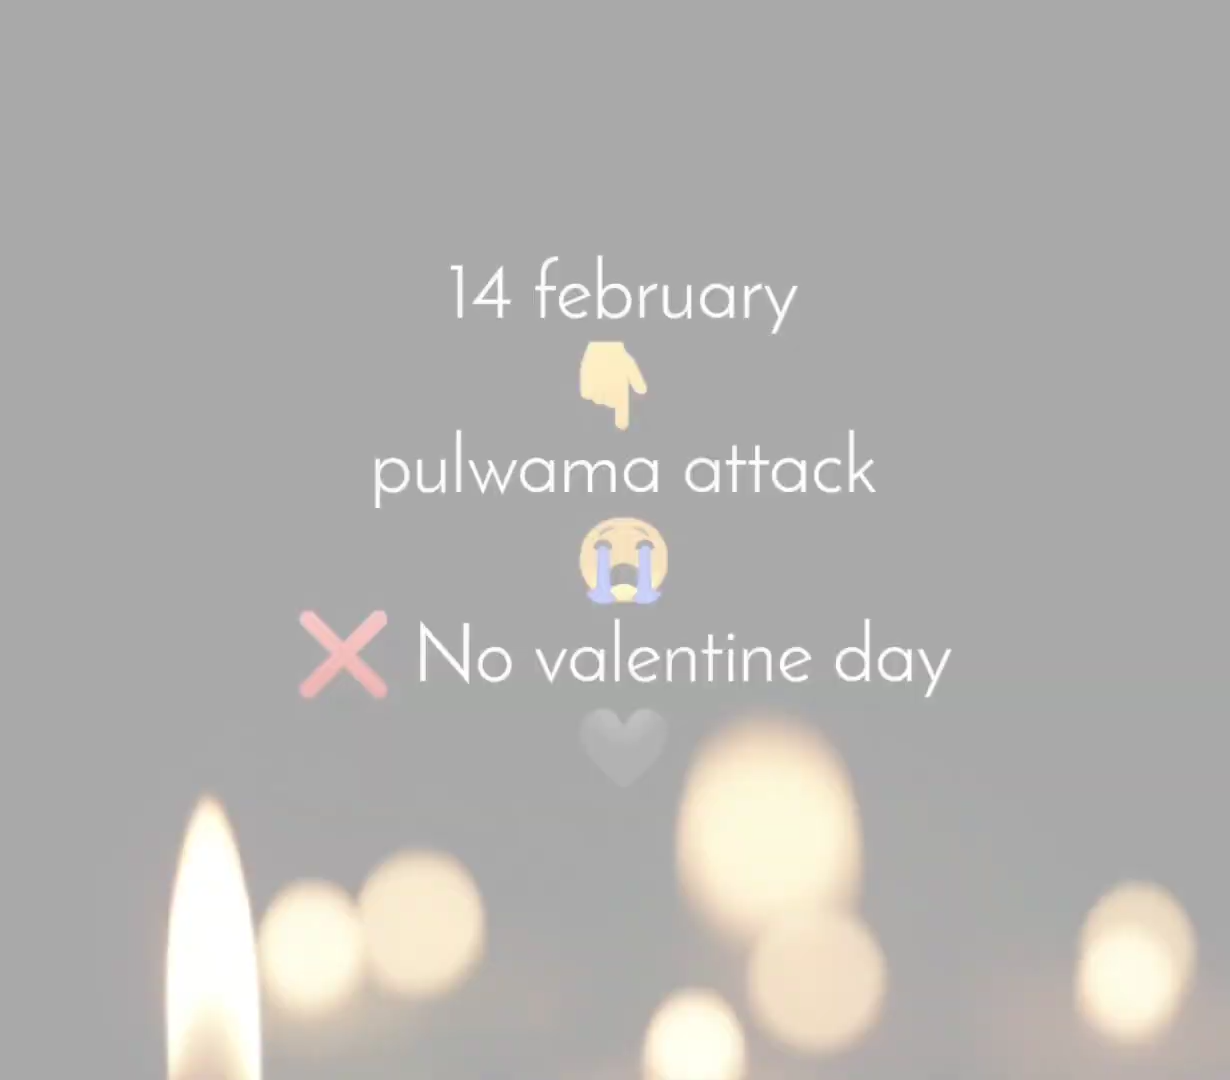 14 february
👇
pulwama attack
😭
❌ No valentine day
🖤